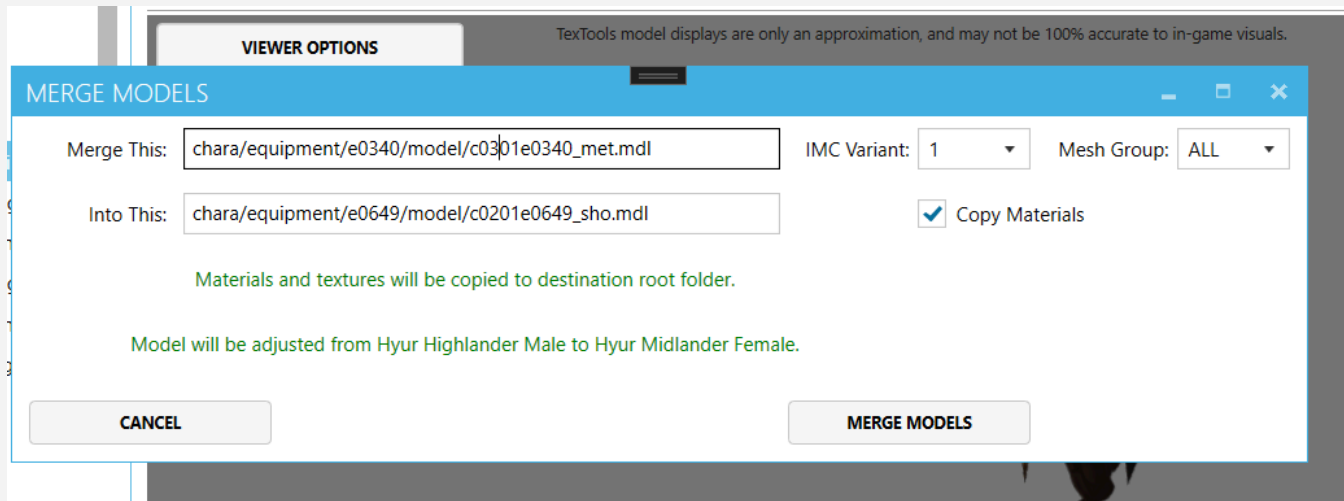 VIEWER OPTIONS
TexTools model displays are only an approximation, and may not be 100% accurate to in-game visuals.
MERGE MODELS
Merge This: chara/equipment/e0340/model/c0301e0340_met.mdl IMC Variant: 1 Mesh Group: ALL
Into This: chara/equipment/e0649/model/c0201e0649_sho.mdl Copy Materials
Materials and textures will be copied to destination root folder.
Model will be adjusted from Hyur Highlander Male to Hyur Midlander Female.
CANCEL MERGE MODELS